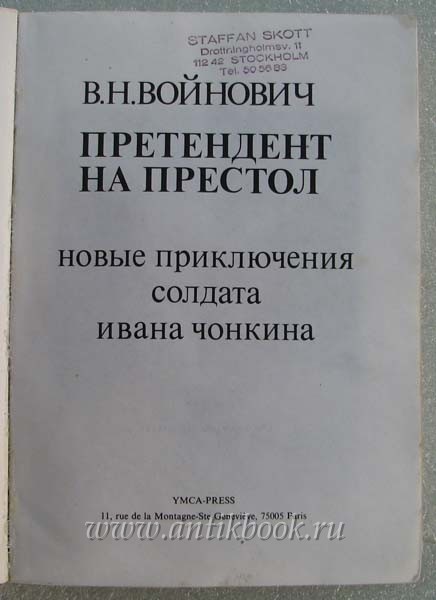 STAFFAN SKOTT
Drottningholmsv. 11
112 42 STOCKHOLM
Tel. 50 56 83
В.Н.ВОЙНОВИЧ
ПРЕТЕНДЕНТ
НА ПРЕСТОЛ
новые приключения
солдата
ивана чонкина
YMCA-PRESS
11, rue de la Montagne-Ste Geneviève, 75005 Paris
www.antikbook.ru